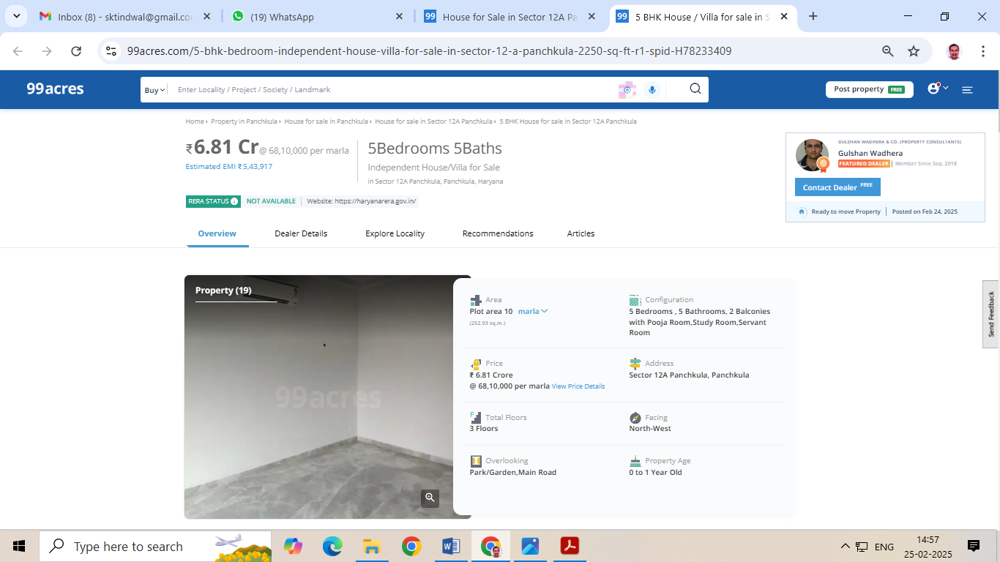 Inbox (8) - sktindwal@gmail.co
(19) WhatsApp
99 House for Sale in Sector 12A Pa
99 5 BHK House / Villa for sale in S
99acres.com/5-bhk-bedroom-independent-house-villa-for-sale-in-sector-12-a-panchkula-2250-sq-ft-r1-spid-H78233409
99acres
Buy
Enter Locality / Project / Society / Landmark
Post property FREE
Home › Property in Panchkula › House for sale in Panchkula › House for sale in Sector 12A Panchkula › 5 BHK House for sale in Sector 12A Panchkula
₹6.81 Cr @ 68,10,000 per marla
Estimated EMI ₹5,43,917
5Bedrooms 5Baths
Independent House/Villa for Sale
in Sector 12A Panchkula, Panchkula, Haryana
RERA STATUS i NOT AVAILABLE | Website: https://haryanarera.gov.in/
GULSHAN WADHERA & CO. (PROPERTY CONSULTANTS)
Gulshan Wadhera
FEATURED DEALER | Member Since Sep, 2018
Contact Dealer FREE
Ready to move Property | Posted on Feb 24, 2025
Overview Dealer Details Explore Locality Recommendations Articles
Property (19)
99acres
Area
Plot area 10 marla
(252.93 sq.m.)
Configuration
5 Bedrooms , 5 Bathrooms, 2 Balconies
with Pooja Room,Study Room,Servant
Room
Price
₹ 6.81 Crore
@ 68,10,000 per marla View Price Details
Address
Sector 12A Panchkula, Panchkula
Total Floors
3 Floors
Facing
North-West
Overlooking
Park/Garden,Main Road
Property Age
0 to 1 Year Old
Send Feedback
Type here to search
ENG
14:57
25-02-2025